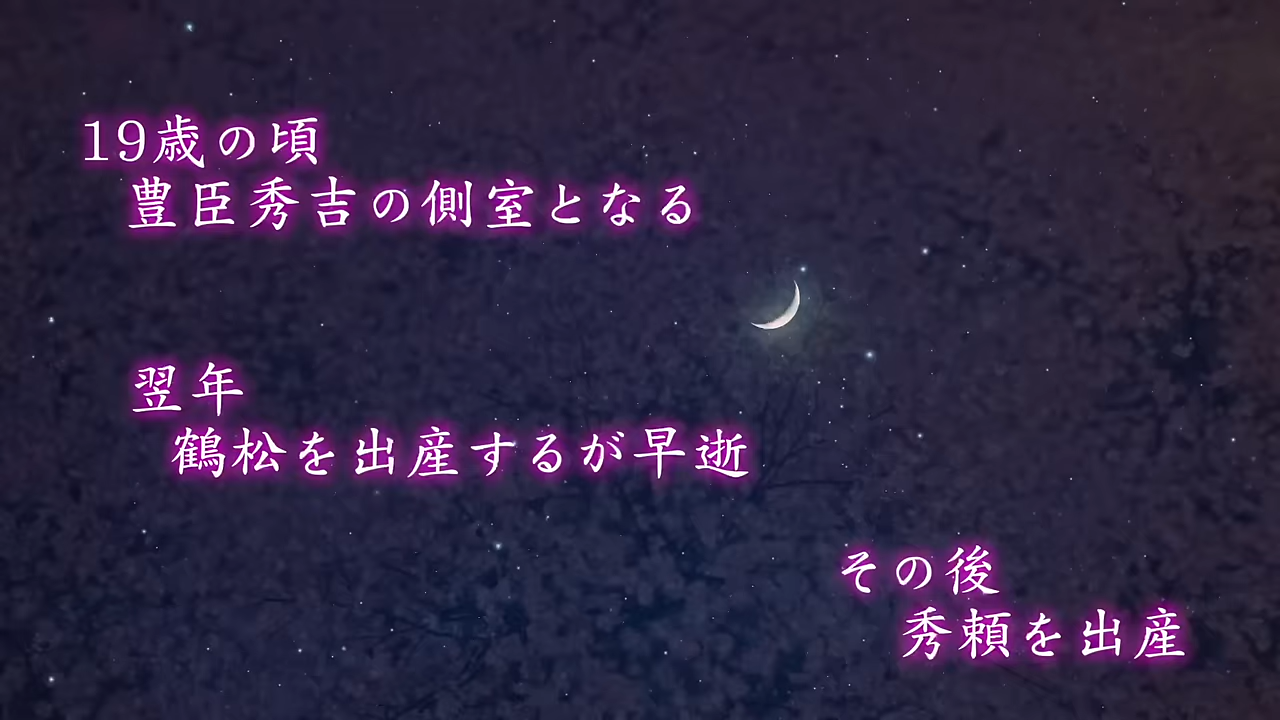 19歳の頃
豊臣秀吉の側室となる
翌年
鶴松を出産するが早逝
その後
秀頼を出産